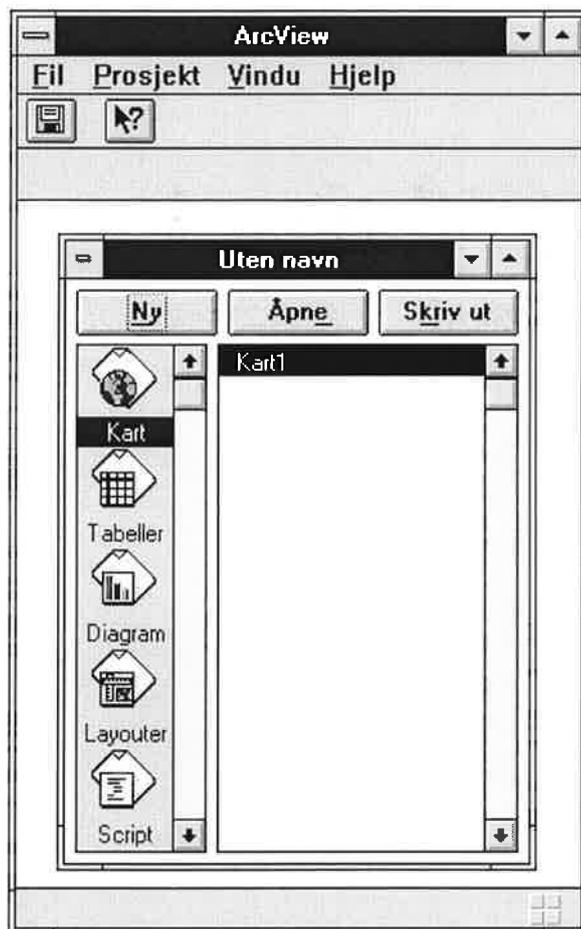 ArcView
Fil Prosjekt Vindu Hjelp
?
Uten navn
Ny Åpne Skriv ut
Kart1
Kart
Tabeller
Diagram
Layouter
Script